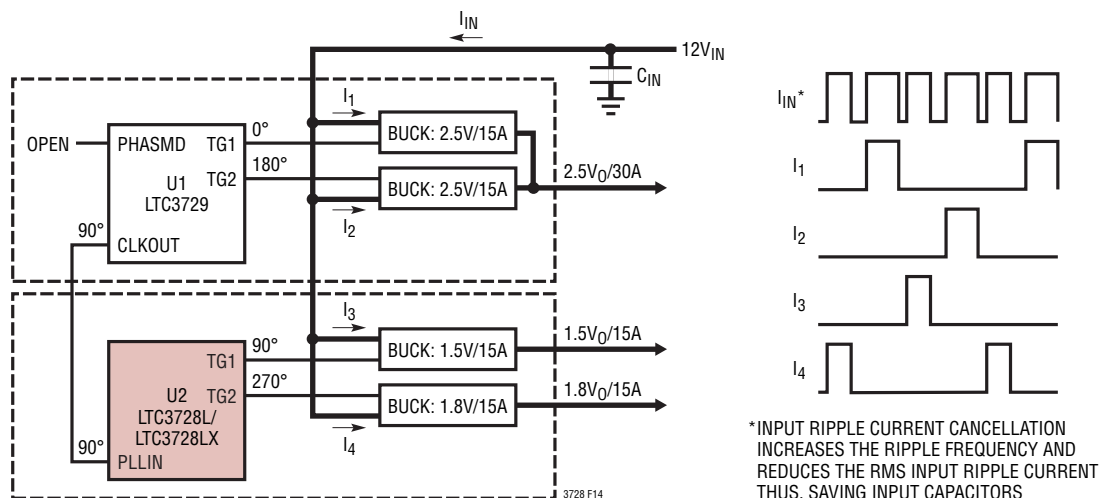 I_IN
12V_IN
C_IN
I_1
BUCK: 2.5V/15A
OPEN
PHASMD
TG1
0°
U1
LTC3729
TG2
180°
BUCK: 2.5V/15A
2.5V_O/30A
I_2
90°
CLKOUT
I_3
BUCK: 1.5V/15A
1.5V_O/15A
TG1
90°
U2
LTC3728L/
LTC3728LX
TG2
270°
BUCK: 1.8V/15A
1.8V_O/15A
I_4
90°
PLLIN
3728 F14
I_IN*
I_1
I_2
I_3
I_4
*INPUT RIPPLE CURRENT CANCELLATION
INCREASES THE RIPPLE FREQUENCY AND
REDUCES THE RMS INPUT RIPPLE CURRENT
THUS, SAVING INPUT CAPACITORS